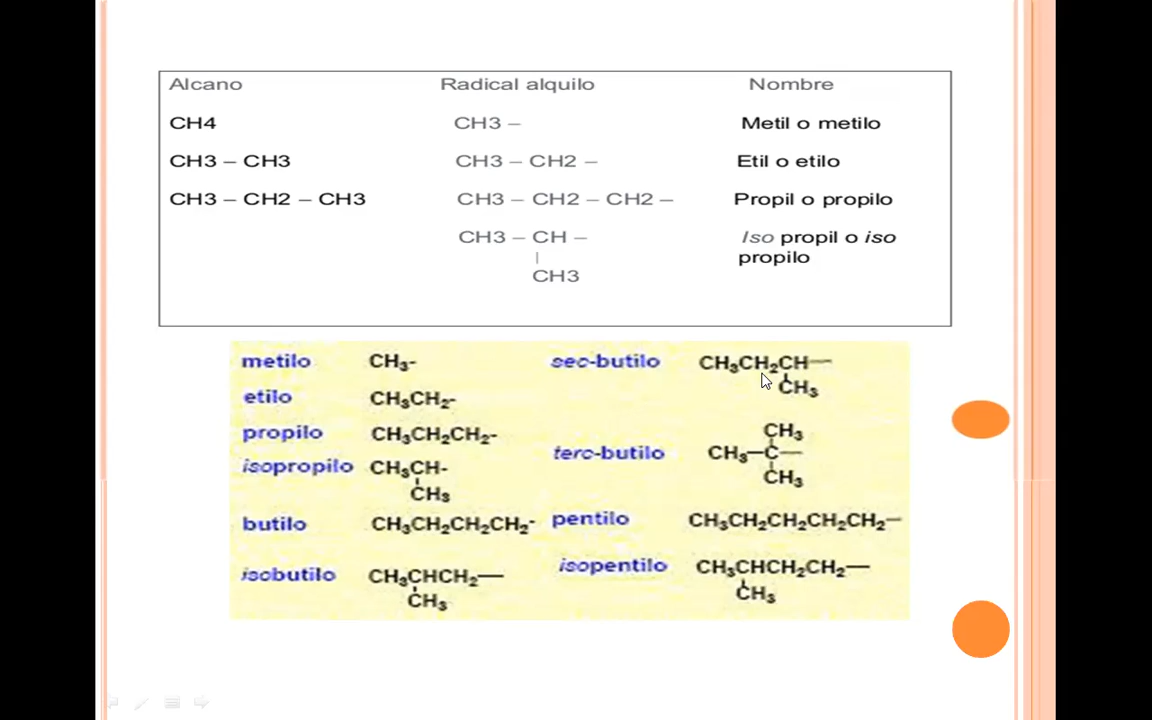 Alcano Radical alquilo Nombre
CH4 CH3 – Metil o metilo
CH3 – CH3 CH3 – CH2 – Etil o etilo
CH3 – CH2 – CH3 CH3 – CH2 – CH2 – Propil o propilo
CH3 – CH – Iso propil o iso
| propilo
CH3
metilo CH₃-
etilo CH₃CH₂-
propilo CH₃CH₂CH₂-
isopropilo CH₃CH-
CH₃
butilo CH₃CH₂CH₂CH₂-
isobutilo CH₃CHCH₂—
CH₃
sec-butilo CH₃CH₂CH—
CH₃
CH₃
terc-butilo CH₃—C—
CH₃
pentilo CH₃CH₂CH₂CH₂CH₂—
isopentilo CH₃CHCH₂CH₂—
CH₃